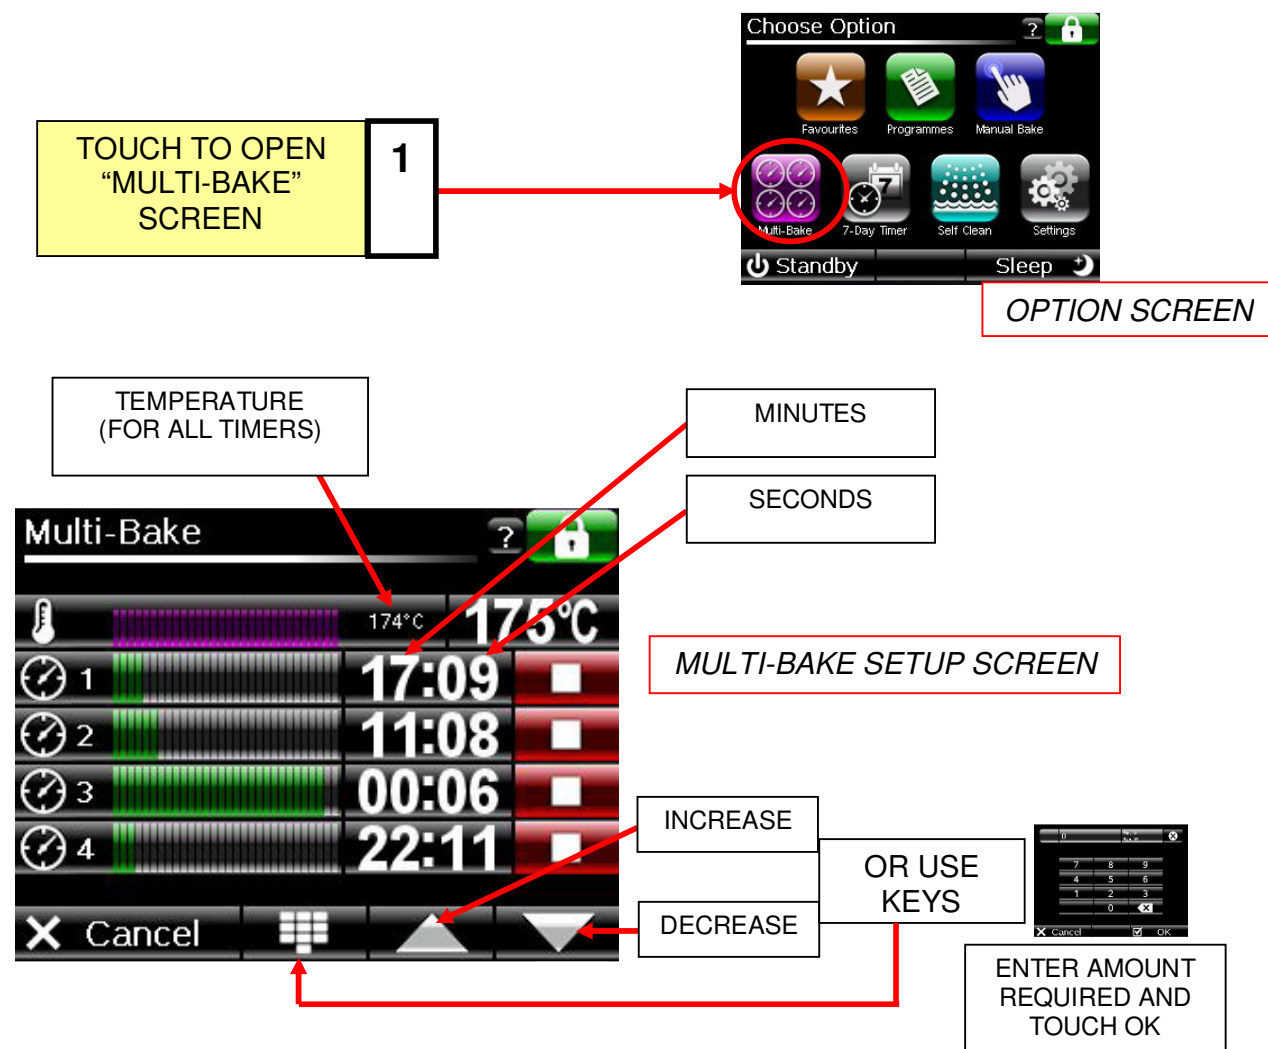 Choose Option
?
TOUCH TO OPEN
“MULTI-BAKE”
SCREEN
1
Favourites
Programmes
Manual Bake
7
Multi-Bake
7-Day Timer
Self Clean
Settings
Standby
Sleep
OPTION SCREEN
TEMPERATURE
(FOR ALL TIMERS)
MINUTES
SECONDS
Multi-Bake
?
174°C
175°C
1
17:09
2
11:08
3
00:06
4
22:11
Cancel
MULTI-BAKE SETUP SCREEN
INCREASE
DECREASE
OR USE
KEYS
0
7 8 9
4 5 6
1 2 3
0
Cancel
OK
ENTER AMOUNT
REQUIRED AND
TOUCH OK